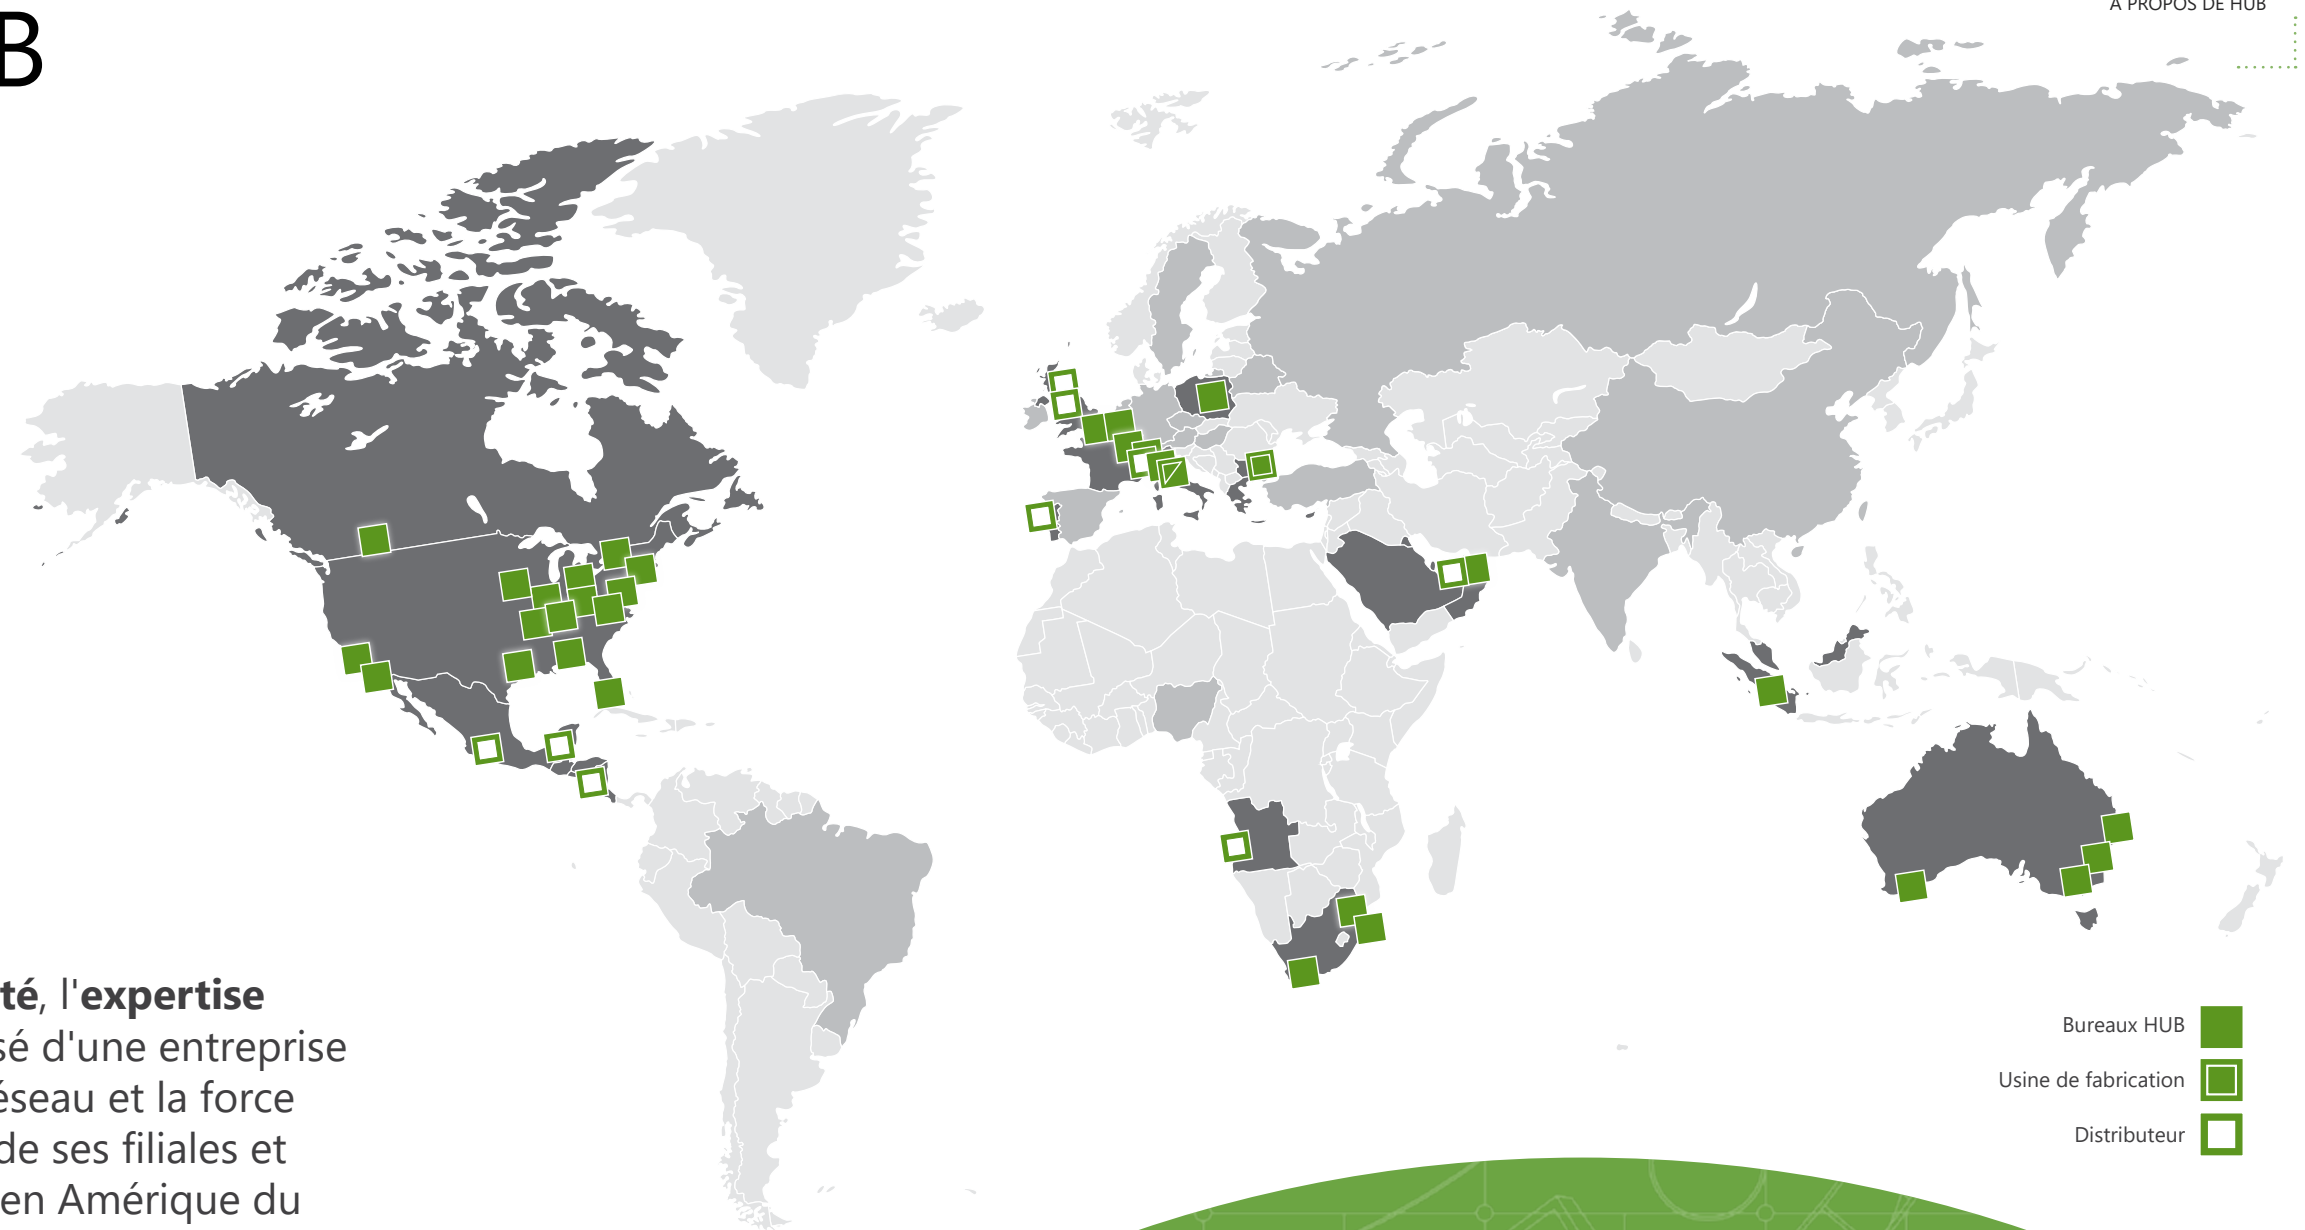 À PROPOS DE HUB
B
té, l'expertise
sé d'une entreprise
éseau et la force
de ses filiales et
en Amérique du
Bureaux HUB
Usine de fabrication
Distributeur